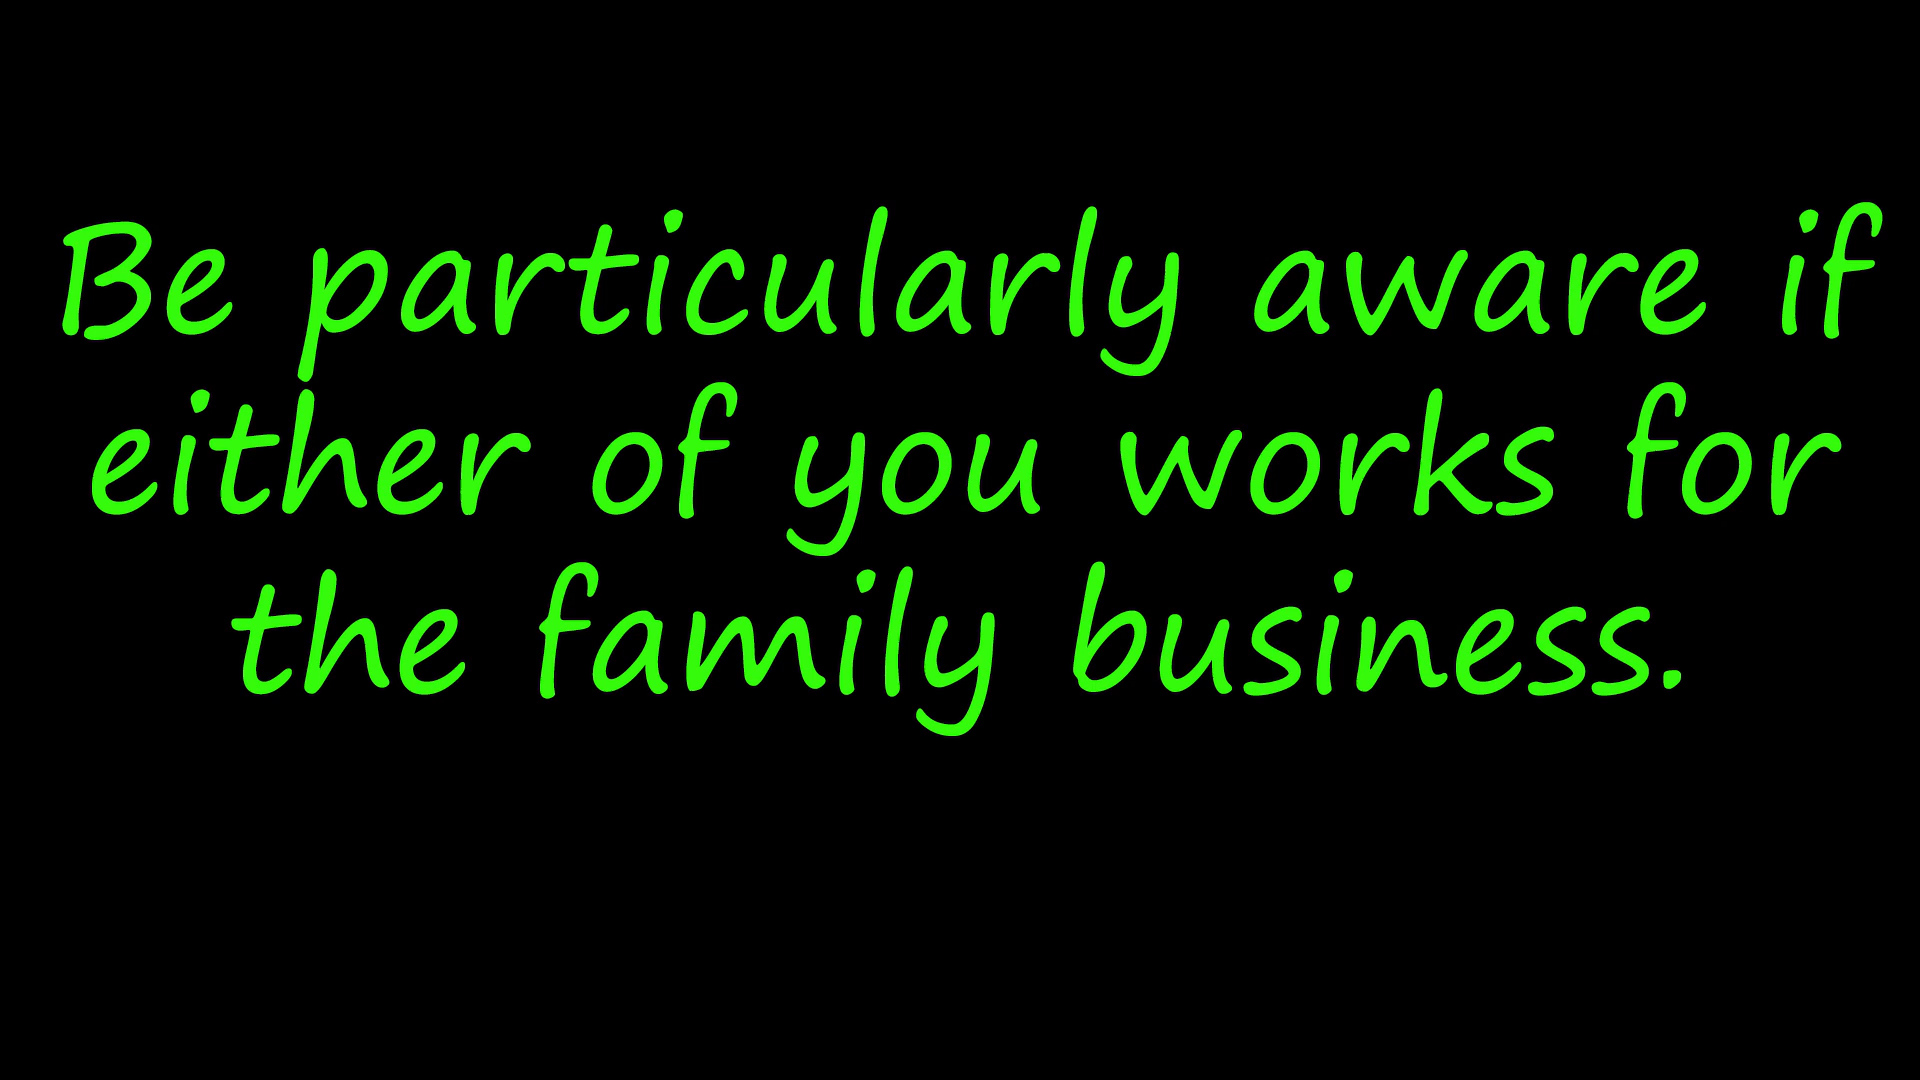 Be particularly aware if
either of you works for
the family business.